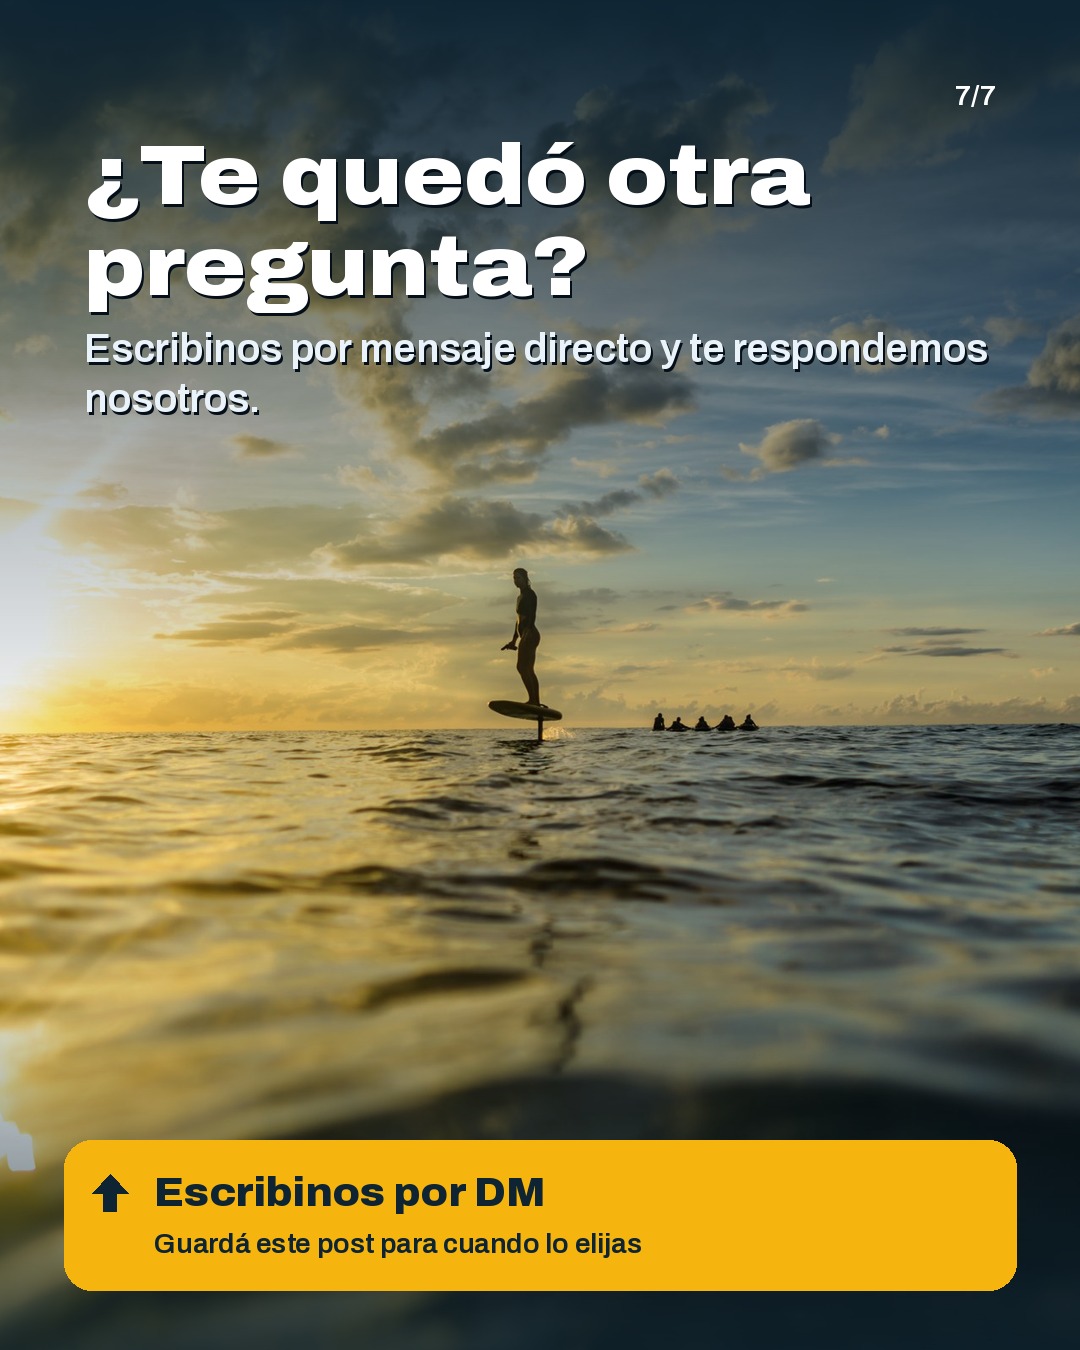 7/7
¿Te quedó otra
pregunta?
Escribinos por mensaje directo y te respondemos
nosotros.
Escribinos por DM
Guardá este post para cuando lo elijas